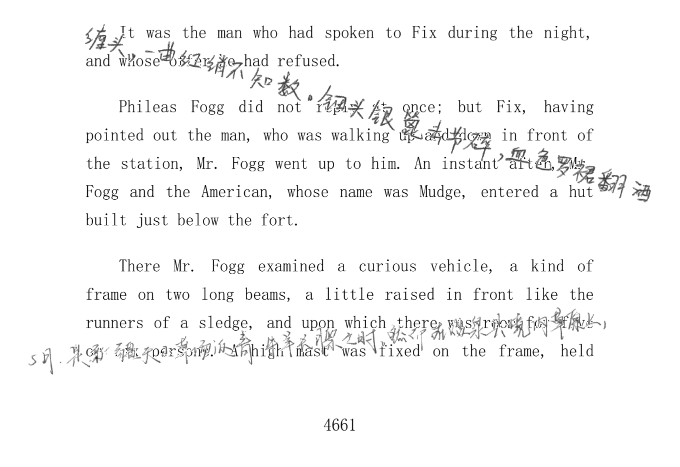 It was the man who had spoken to Fix during the night,
and whose offer he had refused.
缠头,一曲红绡不知数。钿头银篦击节碎,血色罗裙翻酒
Phileas Fogg did not reply at once; but Fix, having
pointed out the man, who was walking up and down in front of
the station, Mr. Fogg went up to him. An instant after, Mr.
Fogg and the American, whose name was Mudge, entered a hut
built just below the fort.
There Mr. Fogg examined a curious vehicle, a kind of
frame on two long beams, a little raised in front like the
runners of a sledge, and upon which there was room for five
or six persons. A high mast was fixed on the frame, held
5月.
4661